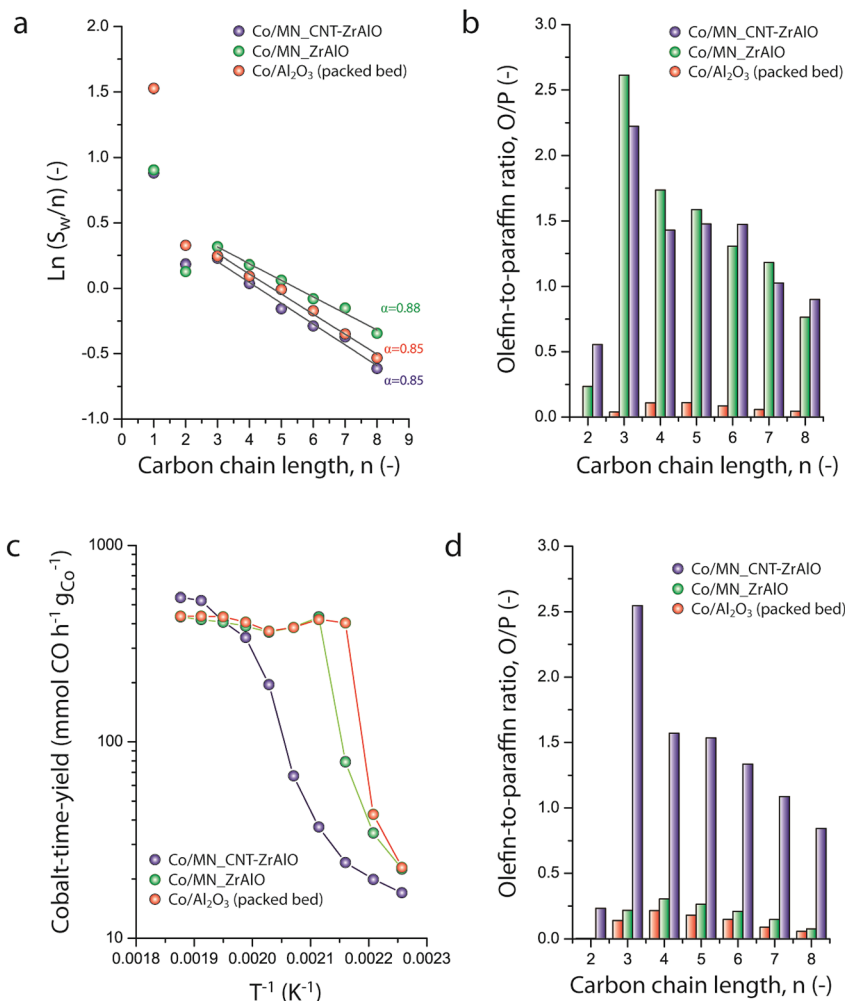 a
Ln (S_W/n) (-)
2.0
1.5
1.0
0.5
0.0
-0.5
-1.0
Co/MN_CNT-ZrAlO
Co/MN_ZrAlO
Co/Al₂O₃ (packed bed)
α=0.88
α=0.85
α=0.85
0 1 2 3 4 5 6 7 8 9
Carbon chain length, n (-)
b
Olefin-to-paraffin ratio, O/P (-)
3.0
2.5
2.0
1.5
1.0
0.5
0.0
Co/MN_CNT-ZrAlO
Co/MN_ZrAlO
Co/Al₂O₃ (packed bed)
2 3 4 5 6 7 8
Carbon chain length, n (-)
c
Cobalt-time-yield (mmol CO h⁻¹ g_Co⁻¹)
1000
100
10
Co/MN_CNT-ZrAlO
Co/MN_ZrAlO
Co/Al₂O₃ (packed bed)
0.0018 0.0019 0.0020 0.0021 0.0022 0.0023
T⁻¹ (K⁻¹)
d
Olefin-to-paraffin ratio, O/P (-)
3.0
2.5
2.0
1.5
1.0
0.5
0.0
Co/MN_CNT-ZrAlO
Co/MN_ZrAlO
Co/Al₂O₃ (packed bed)
2 3 4 5 6 7 8
Carbon chain length, n (-)